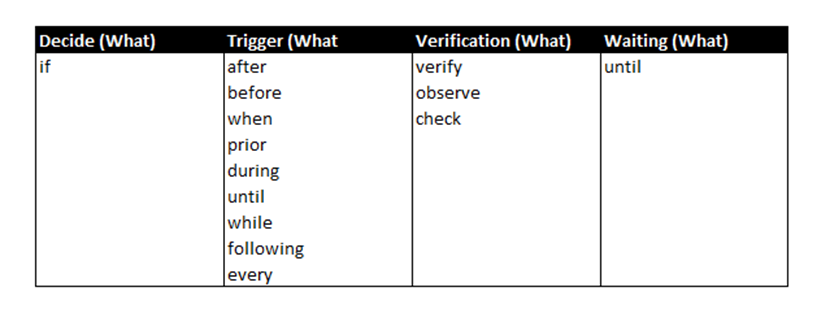 Decide (What) Trigger (What Verification (What) Waiting (What)
if after verify until
before observe
when check
prior
during
until
while
following
every